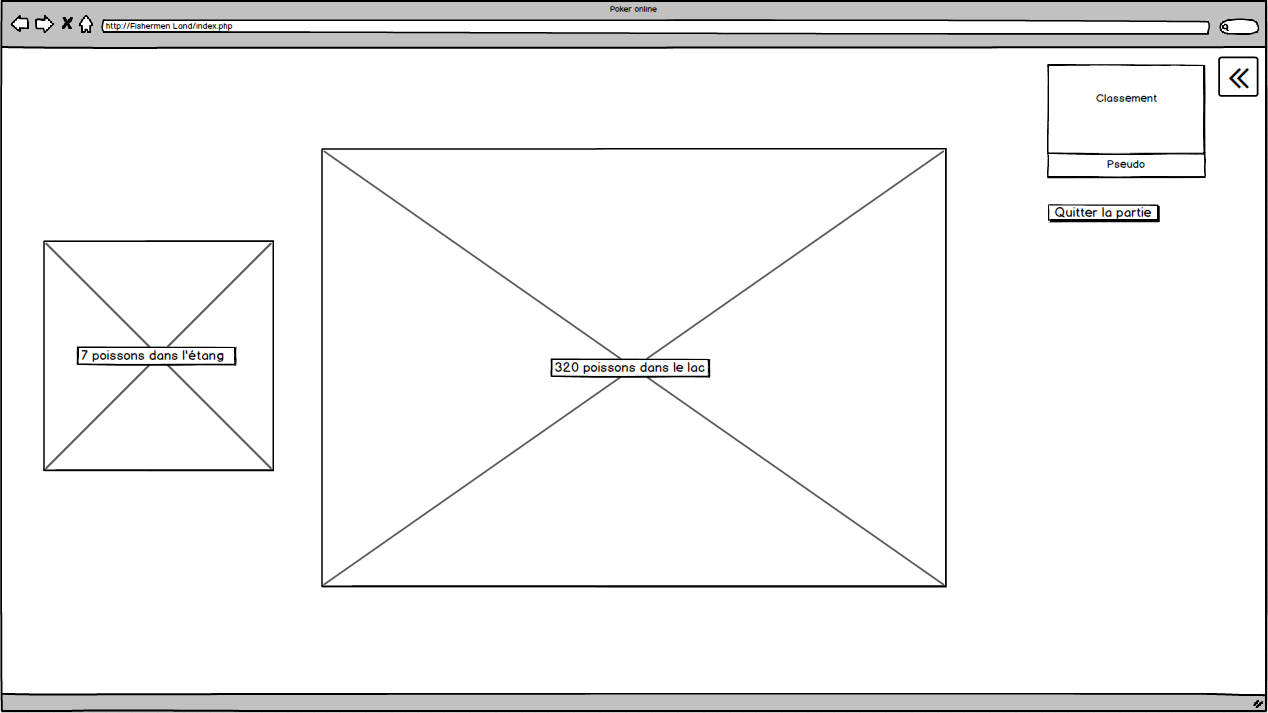 Poker online
http://Fishermen Land/index.php
Classement
Pseudo
Quitter la partie
7 poissons dans l'étang
320 poissons dans le lac